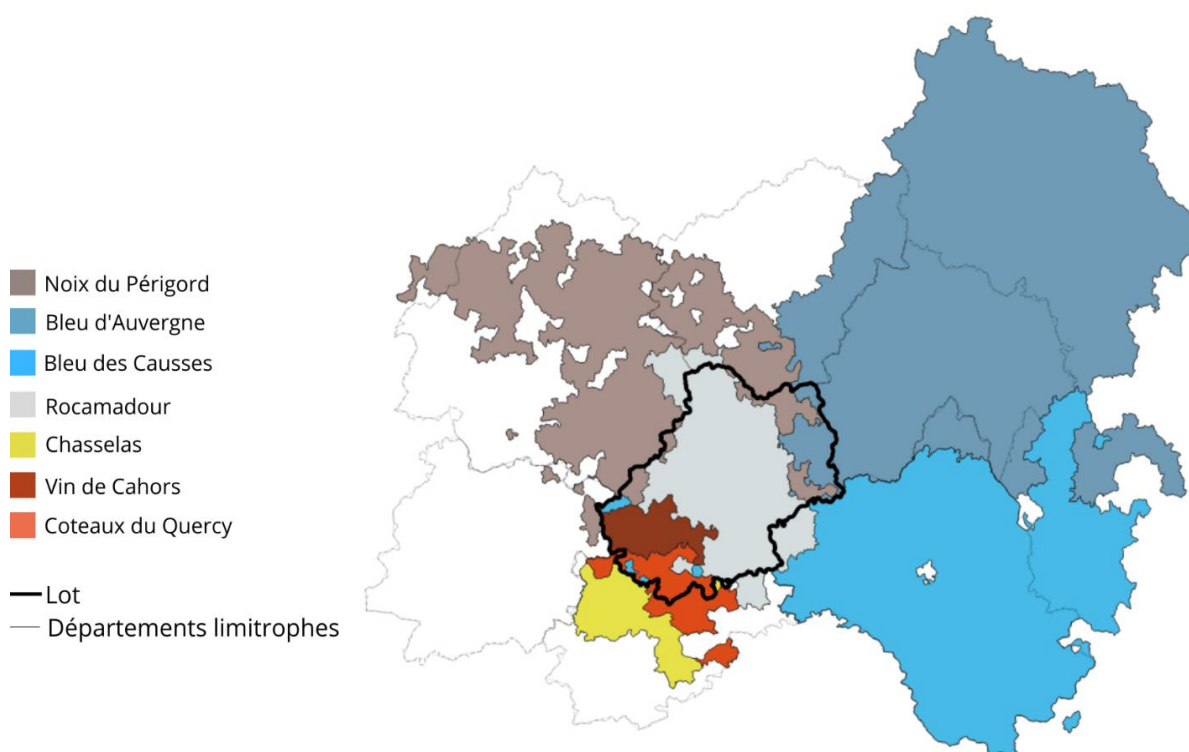 Noix du Périgord
Bleu d'Auvergne
Bleu des Causses
Rocamadour
Chasselas
Vin de Cahors
Coteaux du Quercy
Lot
Départements limitrophes